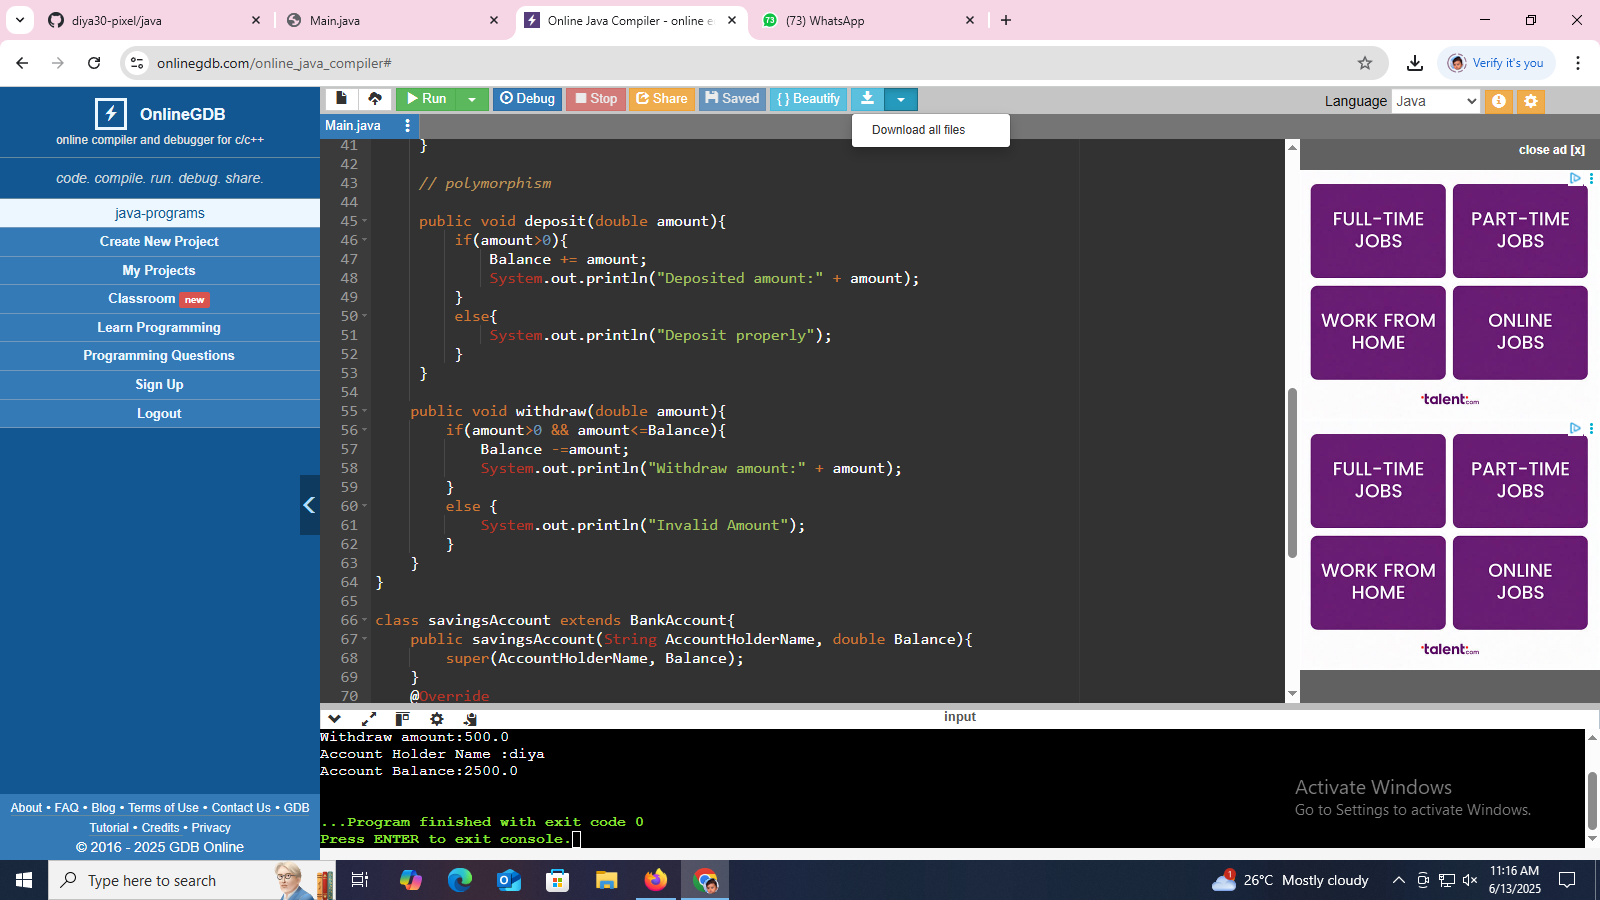 diya30-pixel/java
Main.java
Online Java Compiler - online e
(73) WhatsApp
onlinegdb.com/online_java_compiler#
Verify it's you
OnlineGDB
online compiler and debugger for c/c++
code. compile. run. debug. share.
java-programs
Create New Project
My Projects
Classroom new
Learn Programming
Programming Questions
Sign Up
Logout
About • FAQ • Blog • Terms of Use • Contact Us • GDB
Tutorial • Credits • Privacy
© 2016 - 2025 GDB Online
Run Debug Stop Share Saved { } Beautify
Language Java
Download all files
Main.java
41 }
42
43 // polymorphism
44
45 public void deposit(double amount){
46 if(amount>0){
47 Balance += amount;
48 System.out.println("Deposited amount:" + amount);
49 }
50 else{
51 System.out.println("Deposit properly");
52 }
53 }
54
55 public void withdraw(double amount){
56 if(amount>0 && amount<=Balance){
57 Balance -=amount;
58 System.out.println("Withdraw amount:" + amount);
59 }
60 else {
61 System.out.println("Invalid Amount");
62 }
63 }
64 }
65
66 class savingsAccount extends BankAccount{
67 public savingsAccount(String AccountHolderName, double Balance){
68 super(AccountHolderName, Balance);
69 }
70 @Override
close ad [x]
FULL-TIME JOBS
PART-TIME JOBS
WORK FROM HOME
ONLINE JOBS
talent.com
FULL-TIME JOBS
PART-TIME JOBS
WORK FROM HOME
ONLINE JOBS
talent.com
input
Withdraw amount:500.0
Account Holder Name :diya
Account Balance:2500.0
...Program finished with exit code 0
Press ENTER to exit console.
Activate Windows
Go to Settings to activate Windows.
Type here to search
1
26°C Mostly cloudy
11:16 AM
6/13/2025